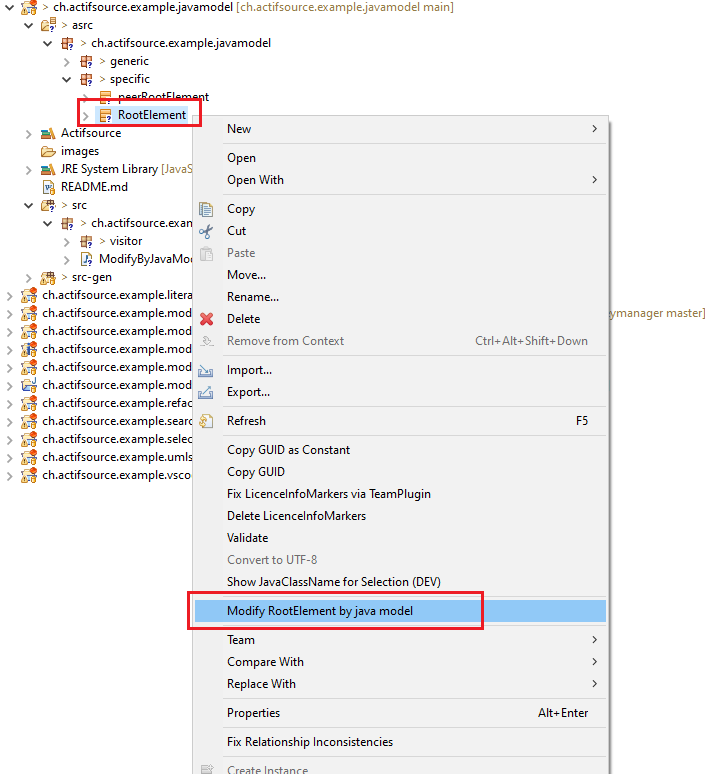 > ch.actifsource.example.javamodel [ch.actifsource.example.javamodel main]
> asrc
> ch.actifsource.example.javamodel
> generic
> specific
peerRootElement
RootElement
Actifsource
images
JRE System Library [JavaS
README.md
> src
> ch.actifsource.exa
> visitor
ModifyByJavaMo
> src-gen
ch.actifsource.example.litera
ch.actifsource.example.mod
ymanager master]
ch.actifsource.example.mod
ch.actifsource.example.mod
ch.actifsource.example.mod
ch.actifsource.example.mod
ch.actifsource.example.refac
ch.actifsource.example.sear
ch.actifsource.example.selec
ch.actifsource.example.umls
ch.actifsource.example.vsco
New
Open
Open With
Copy
Cut
Paste
Move...
Rename...
Delete
Remove from Context Ctrl+Alt+Shift+Down
Import...
Export...
Refresh F5
Copy GUID as Constant
Copy GUID
Fix LicenceInfoMarkers via TeamPlugin
Delete LicenceInfoMarkers
Validate
Convert to UTF-8
Show JavaClassName for Selection (DEV)
Modify RootElement by java model
Team
Compare With
Replace With
Properties Alt+Enter
Fix Relationship Inconsistencies
Create Instance